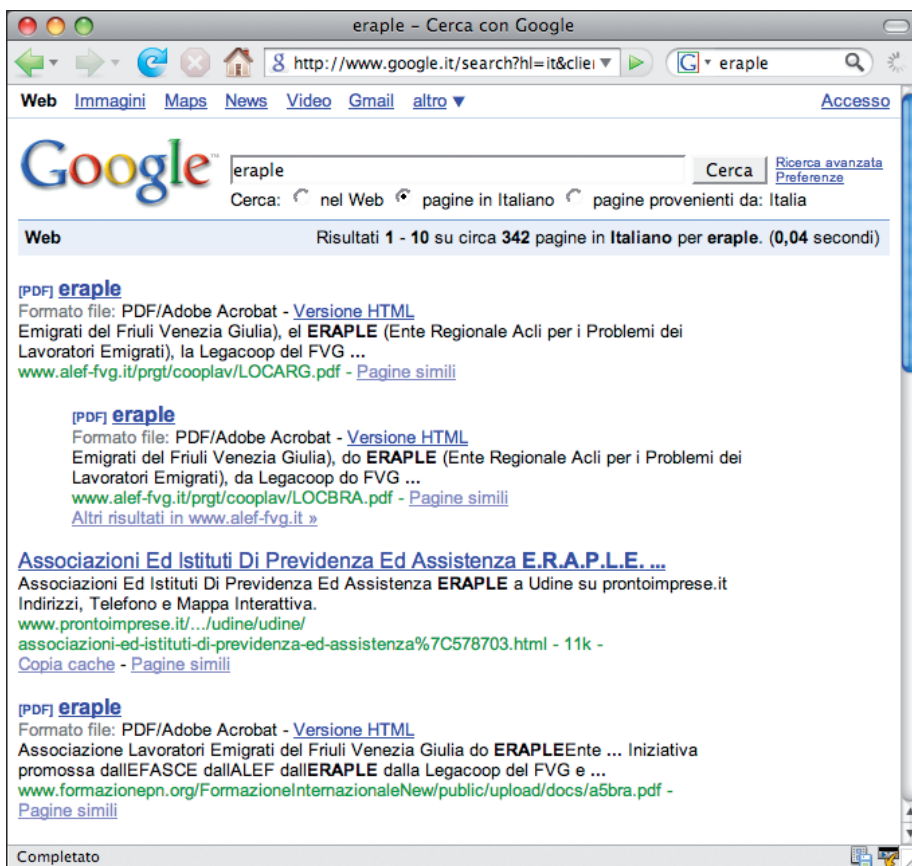 eraple – Cerca con Google
http://www.google.it/search?hl=it&clie
eraple
Web Immagini Maps News Video Gmail altro ▼ Accesso
Google™ eraple Cerca Ricerca avanzata
Preferenze
Cerca: nel Web pagine in Italiano pagine provenienti da: Italia
Web Risultati 1 - 10 su circa 342 pagine in Italiano per eraple. (0,04 secondi)
[PDF] eraple
Formato file: PDF/Adobe Acrobat - Versione HTML
Emigrati del Friuli Venezia Giulia), el ERAPLE (Ente Regionale Acli per i Problemi dei
Lavoratori Emigrati), la Legacoop del FVG ...
www.alef-fvg.it/prgt/cooplav/LOCARG.pdf - Pagine simili
[PDF] eraple
Formato file: PDF/Adobe Acrobat - Versione HTML
Emigrati del Friuli Venezia Giulia), do ERAPLE (Ente Regionale Acli per i Problemi dei
Lavoratori Emigrati), da Legacoop do FVG ...
www.alef-fvg.it/prgt/cooplav/LOCBRA.pdf - Pagine simili
Altri risultati in www.alef-fvg.it »
Associazioni Ed Istituti Di Previdenza Ed Assistenza E.R.A.P.L.E. ...
Associazioni Ed Istituti Di Previdenza Ed Assistenza ERAPLE a Udine su prontoimprese.it
Indirizzi, Telefono e Mappa Interattiva.
www.prontoimprese.it/.../udine/udine/
associazioni-ed-istituti-di-previdenza-ed-assistenza%7C578703.html - 11k -
Copia cache - Pagine simili
[PDF] eraple
Formato file: PDF/Adobe Acrobat - Versione HTML
Associazione Lavoratori Emigrati del Friuli Venezia Giulia do ERAPLEEnte ... Iniziativa
promossa dallEFASCE dallALEF dallERAPLE dalla Legacoop del FVG e ...
www.formazionepn.org/FormazioneInternazionaleNew/public/upload/docs/a5bra.pdf -
Pagine simili
Completato